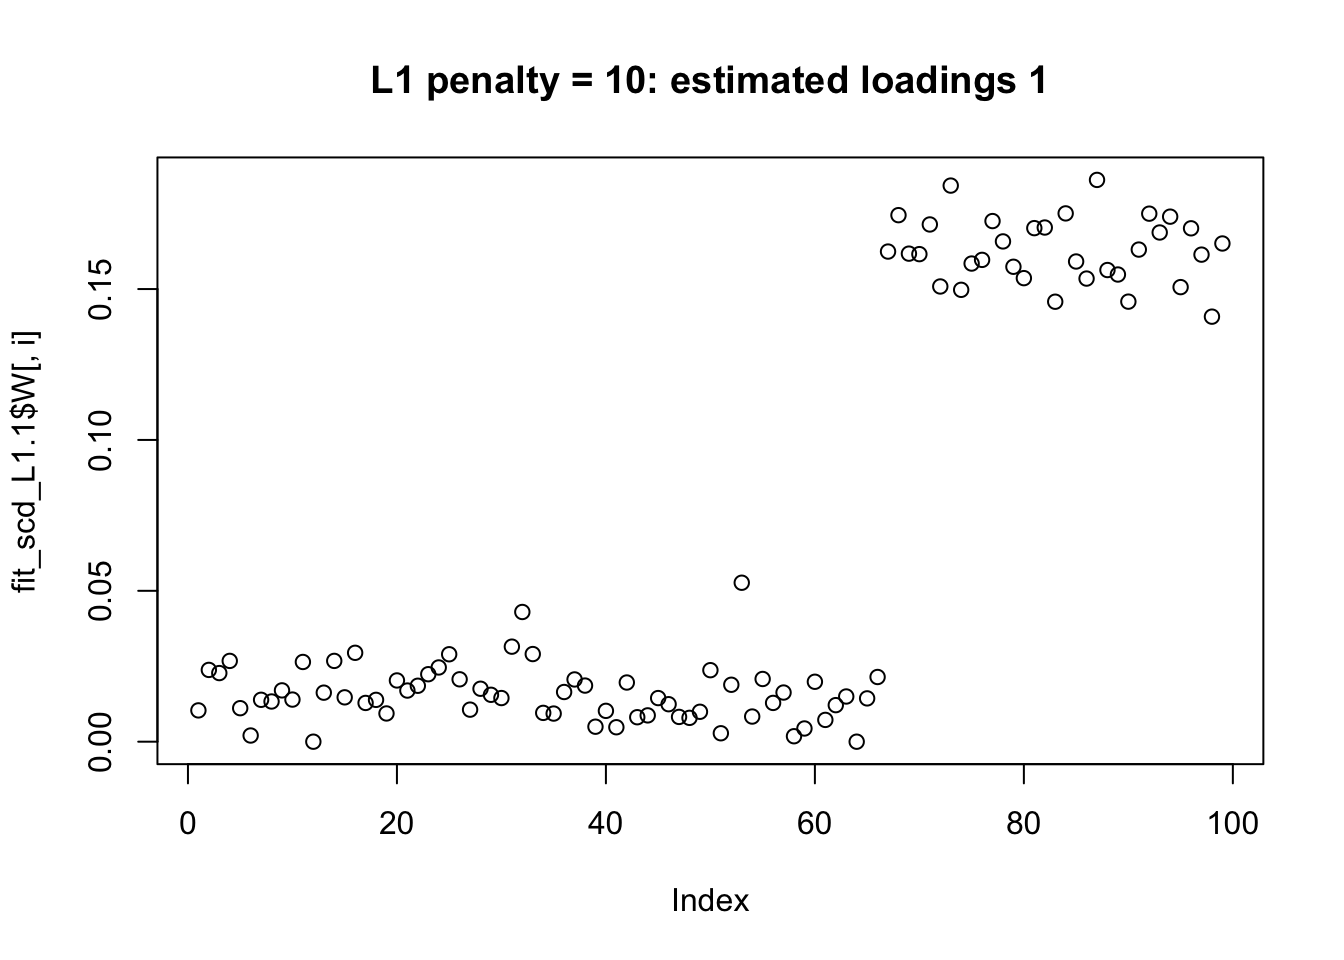 L1 penalty = 10: estimated loadings 1
fit_scd_L1.1$W[, i]
0.15
0.10
0.05
0.00
0 20 40 60 80 100
Index